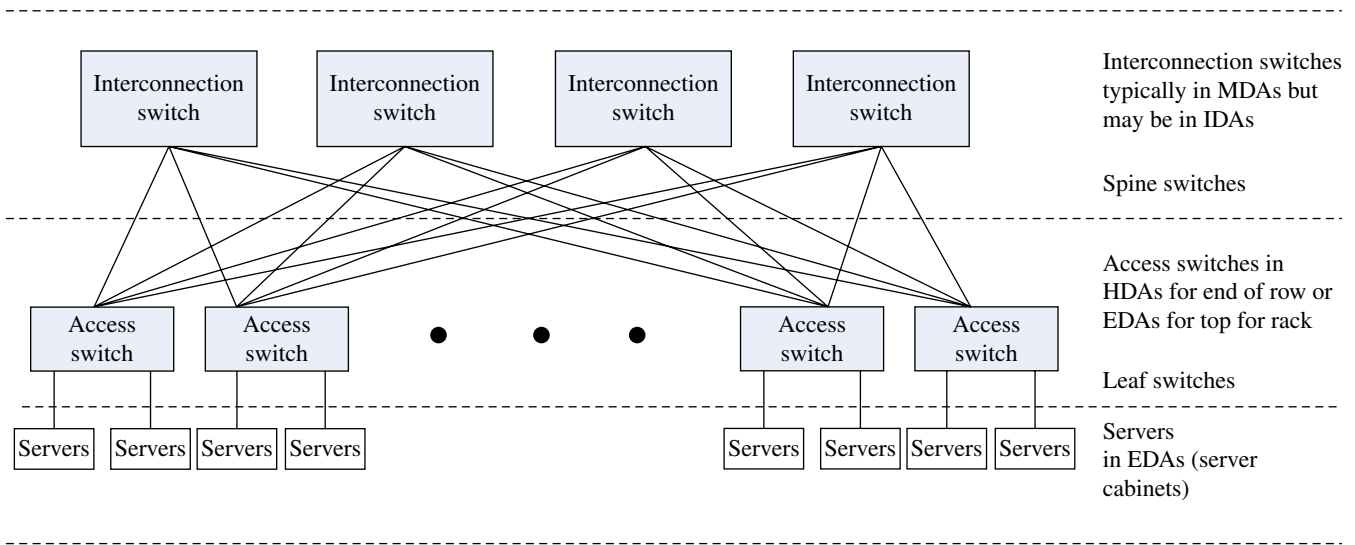 Interconnection
switch
Interconnection
switch
Interconnection
switch
Interconnection
switch
Interconnection switches
typically in MDAs but
may be in IDAs
Spine switches
Access
switch
Access
switch
Access
switch
Access
switch
Access switches in
HDAs for end of row or
EDAs for top for rack
Leaf switches
Servers
Servers
Servers
Servers
Servers
Servers
Servers
Servers
Servers
in EDAs (server
cabinets)